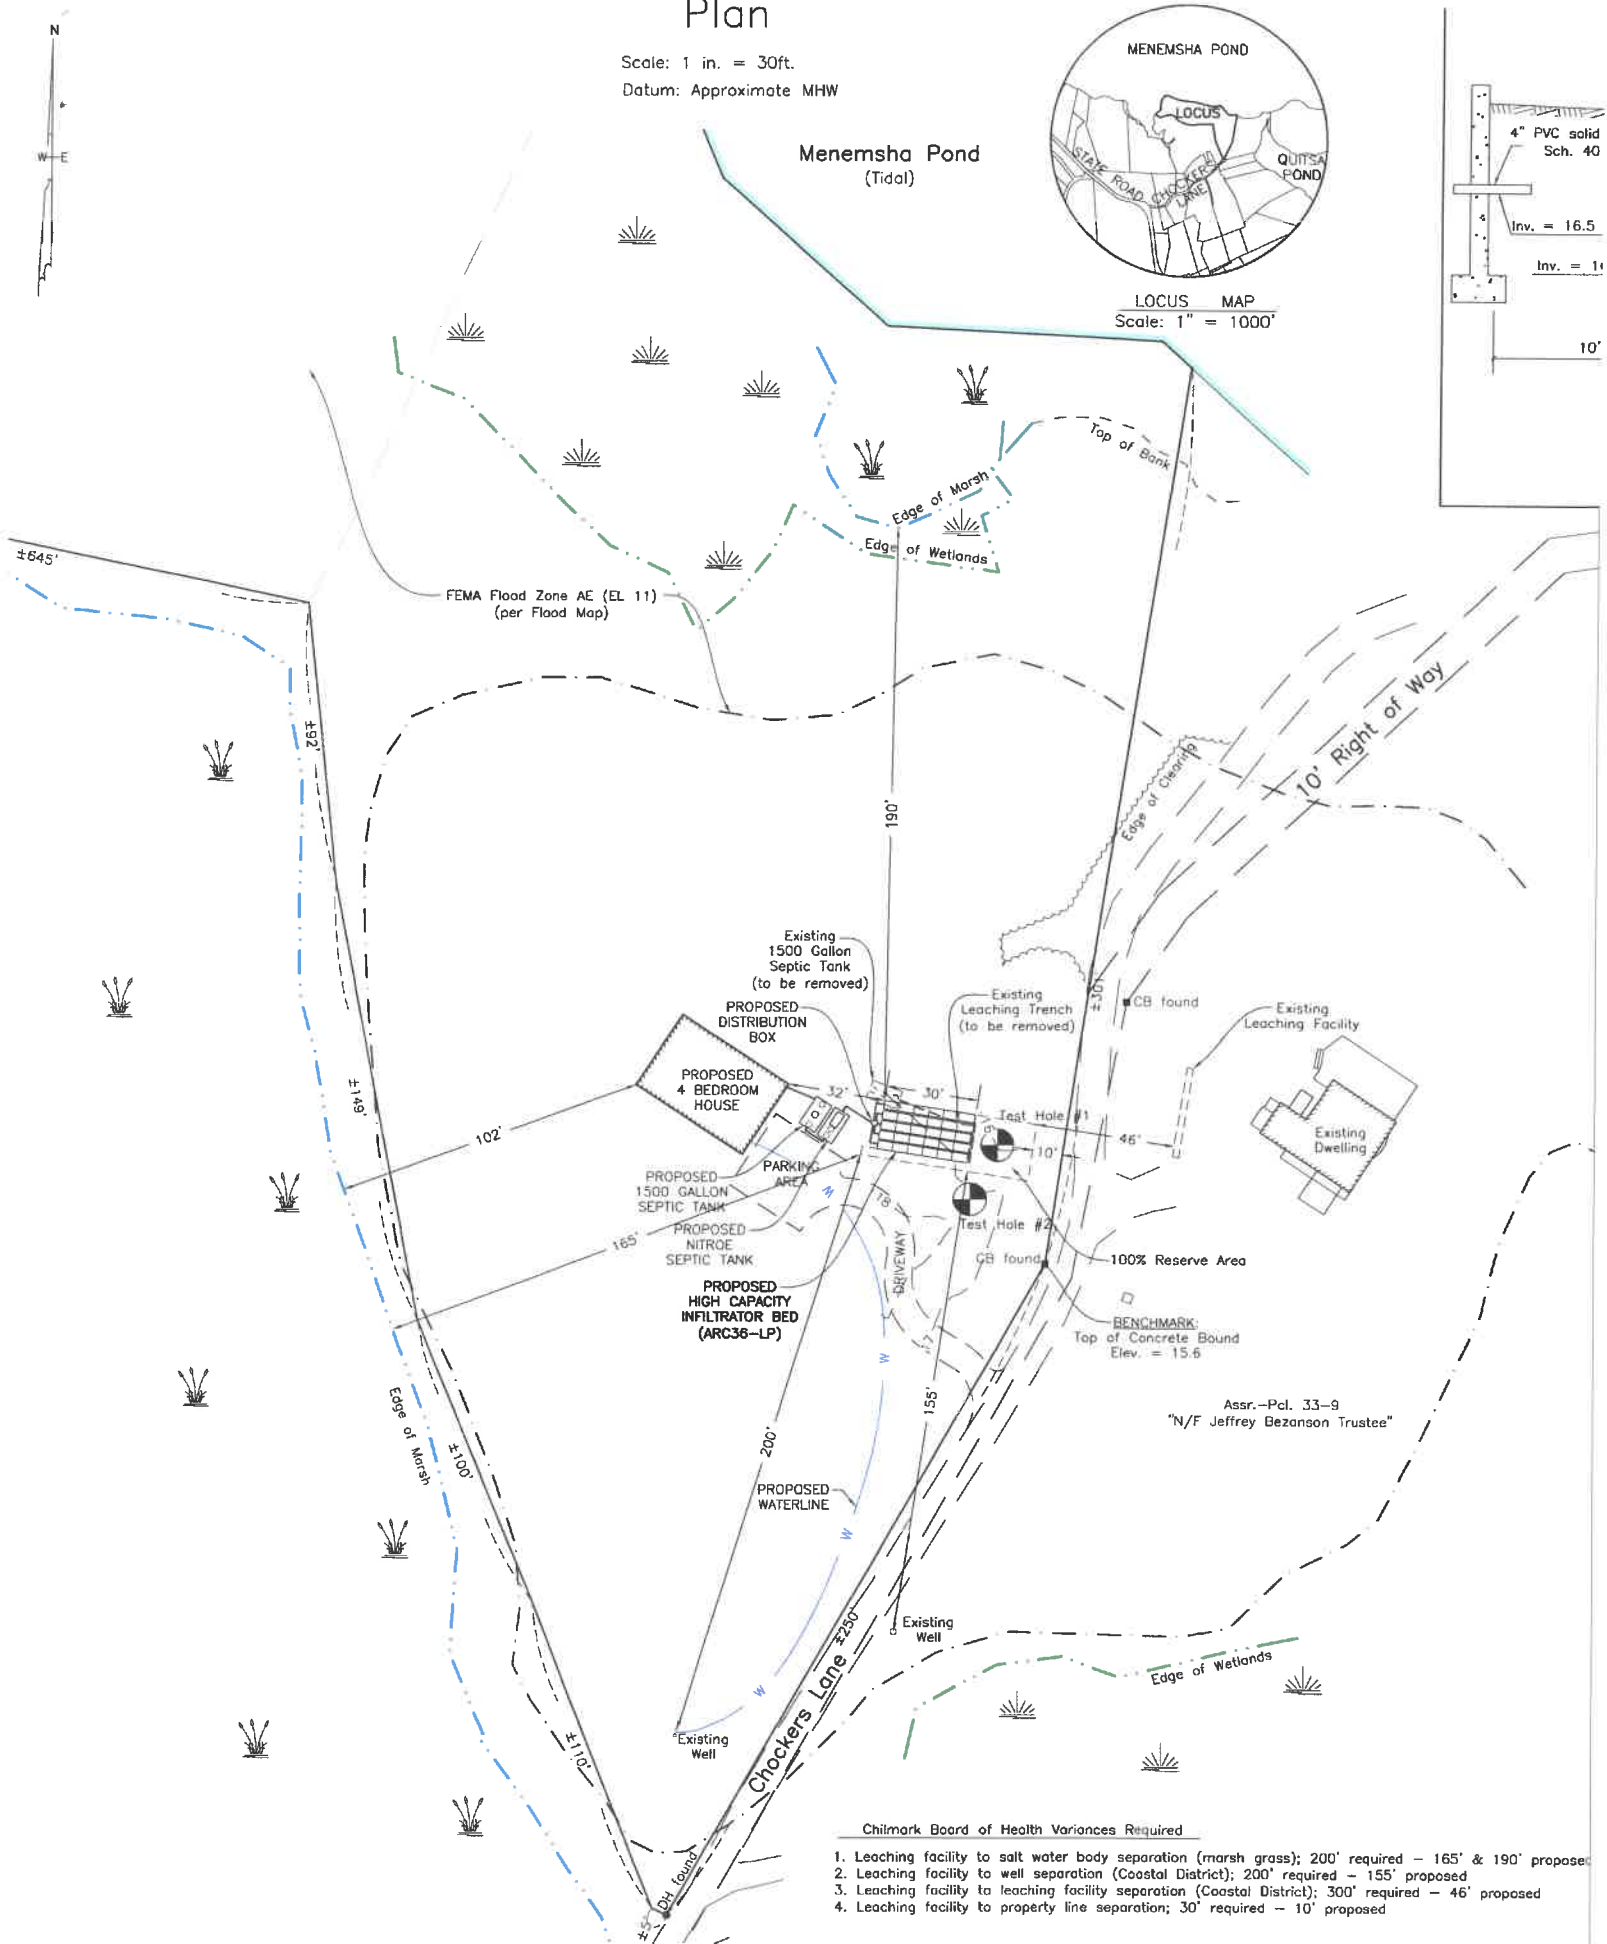 Plan
Scale: 1 in. = 30ft.
Datum: Approximate MHW
N
W E
Menemsha Pond
(Tidal)
MENEMSHA POND
LOCUS
STATE ROAD
CHOCKERS
LANE
QUITSA
POND
LOCUS MAP
Scale: 1" = 1000'
4" PVC solid
Sch. 40
Inv. = 16.5
Inv. =
10'
Top of Bank
Edge of Marsh
Edge of Wetlands
±645'
FEMA Flood Zone AE (EL 11)
(per Flood Map)
±92'
190'
10' Right of Way
Edge of Clearing
Existing
1500 Gallon
Septic Tank
(to be removed)
PROPOSED
DISTRIBUTION
BOX
Existing
Leaching Trench
(to be removed)
±301'
CB found
Existing
Leaching Facility
PROPOSED
4 BEDROOM
HOUSE
32'
30'
Test Hole #1
46'
10'
Existing
Dwelling
±149'
102'
PARKING
AREA
PROPOSED
1500 GALLON
SEPTIC TANK
W
18
Test Hole #2
165'
PROPOSED
NITROE
SEPTIC TANK
DRIVEWAY
CB found
100% Reserve Area
PROPOSED
HIGH CAPACITY
INFILTRATOR BED
(ARC36-LP)
BENCHMARK:
Top of Concrete Bound
Elev. = 15.6
17
W
155'
Edge of Marsh
±100'
200'
Assr.-Pcl. 33-9
"N/F Jeffrey Bezanson Trustee"
PROPOSED
WATERLINE
W
Existing
Well
Chockers Lane ±250'
Edge of Wetlands
W
Existing
Well
±110'
DH found
±5'
Chilmark Board of Health Variances Required
1. Leaching facility to salt water body separation (marsh grass); 200' required - 165' & 190' proposed
2. Leaching facility to well separation (Coastal District); 200' required - 155' proposed
3. Leaching facility to leaching facility separation (Coastal District); 300' required - 46' proposed
4. Leaching facility to property line separation; 30' required - 10' proposed